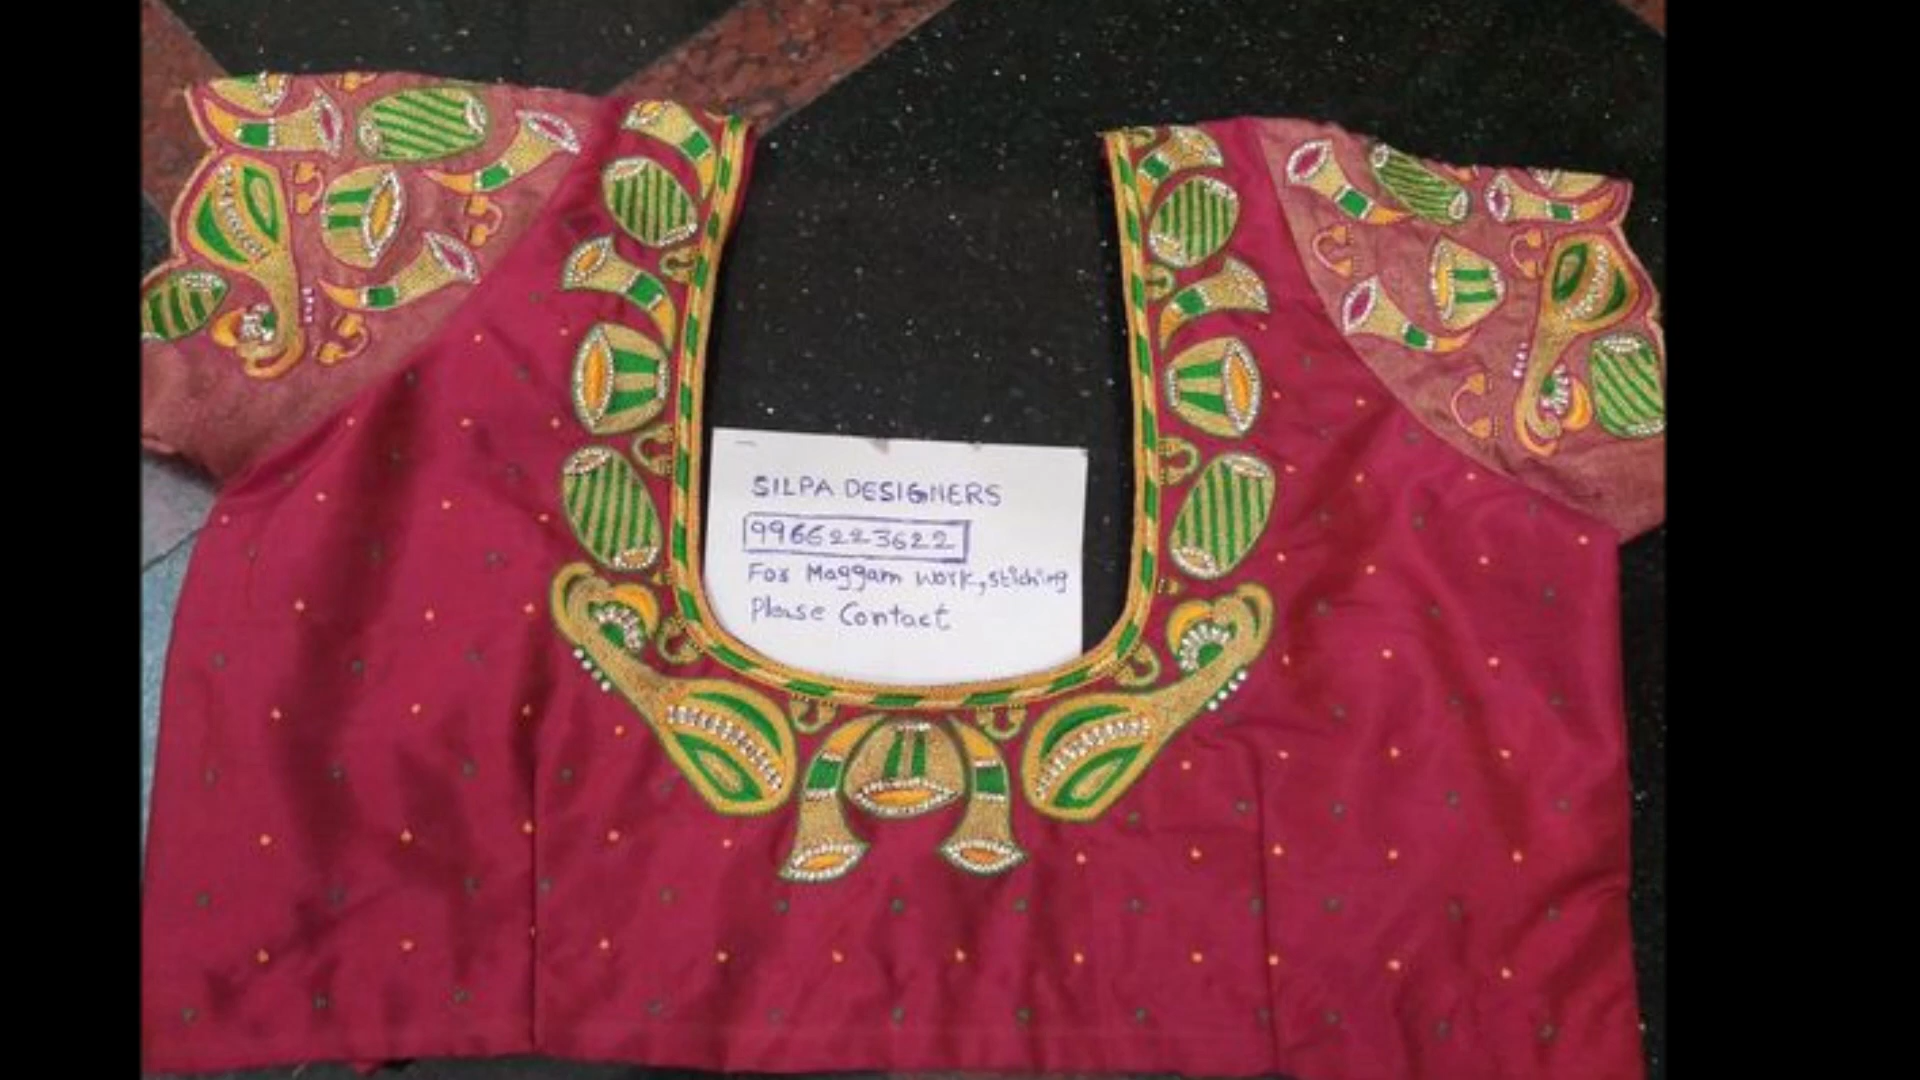 SILPA DESIGNERS
9966223622
For Maggam work, stiching
Please Contact